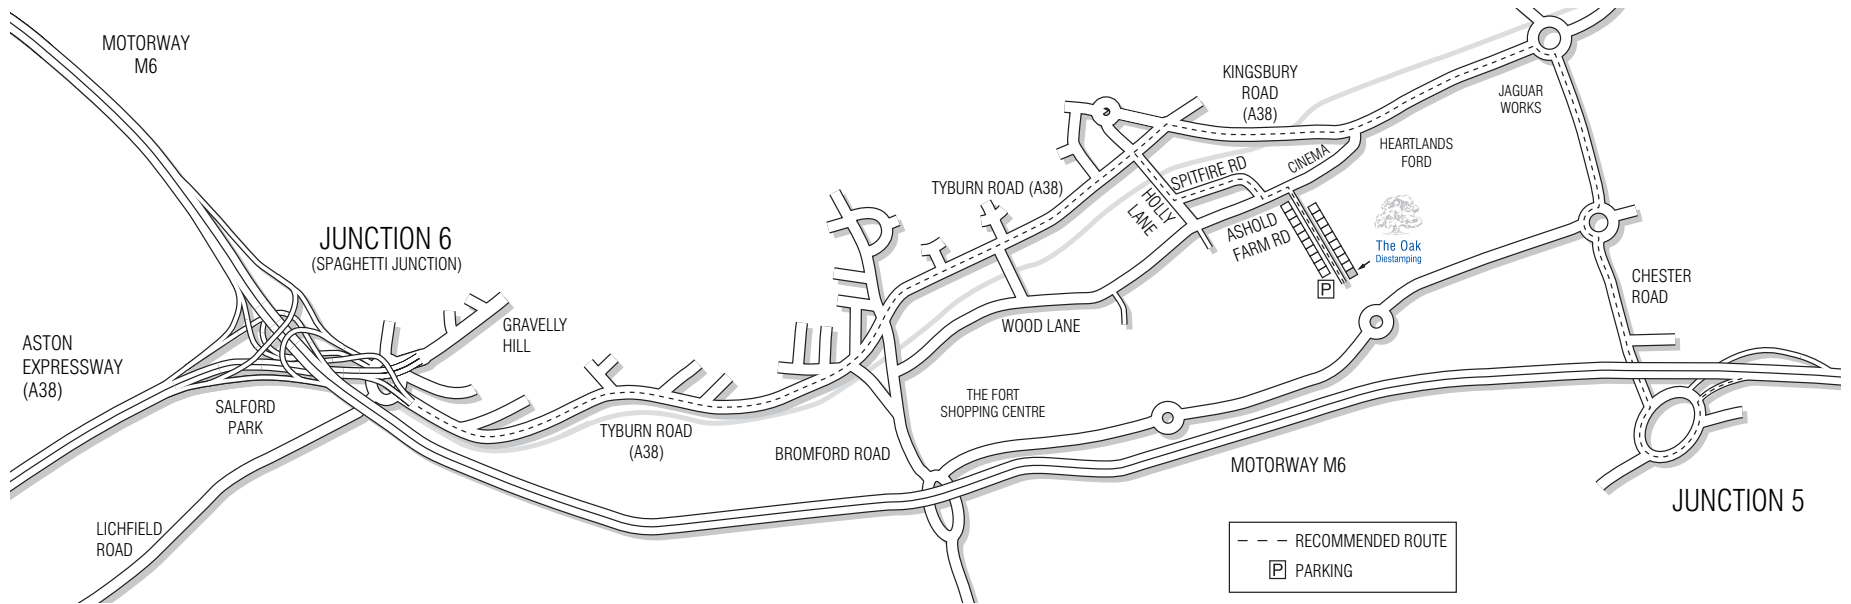 MOTORWAY
M6
JUNCTION 6
(SPAGHETTI JUNCTION)
ASTON
EXPRESSWAY
(A38)
SALFORD
PARK
LICHFIELD
ROAD
GRAVELLY
HILL
TYBURN ROAD
(A38)
BROMFORD ROAD
THE FORT
SHOPPING CENTRE
WOOD LANE
TYBURN ROAD (A38)
HOLLY
LANE
SPITFIRE RD
CINEMA
ASHOLD
FARM RD
P
KINGSBURY
ROAD
(A38)
HEARTLANDS
FORD
The Oak
Diestamping
JAGUAR
WORKS
CHESTER
ROAD
MOTORWAY M6
JUNCTION 5
RECOMMENDED ROUTE
P PARKING